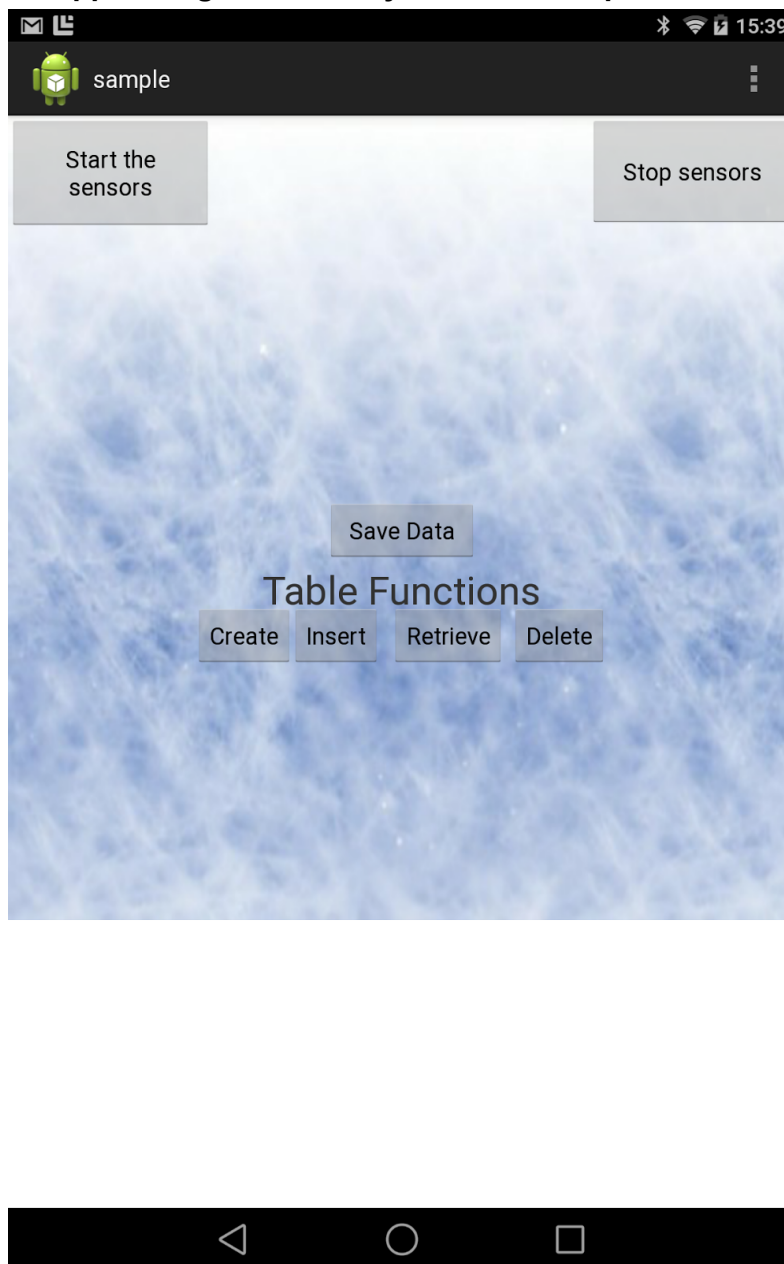 15:39
sample
Start the
sensors
Stop sensors
Save Data
Table Functions
Create Insert Retrieve Delete